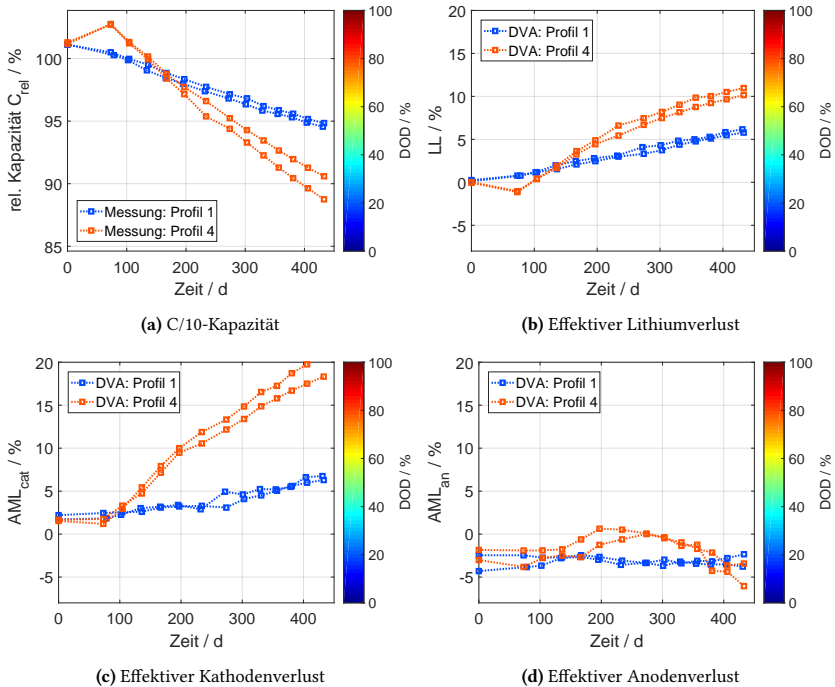 100
95
90
85
rel. Kapazität C_rel / %
Messung: Profil 1
Messung: Profil 4
0
100
200
300
400
Zeit / d
100
80
60
40
20
0
DOD / %
(a) C/10-Kapazität
20
15
10
5
0
-5
LL / %
DVA: Profil 1
DVA: Profil 4
0
100
200
300
400
Zeit / d
100
80
60
40
20
0
DOD / %
(b) Effektiver Lithiumverlust
20
15
10
5
0
-5
AML_cat / %
DVA: Profil 1
DVA: Profil 4
0
100
200
300
400
Zeit / d
100
80
60
40
20
0
DOD / %
(c) Effektiver Kathodenverlust
20
15
10
5
0
-5
AML_an / %
DVA: Profil 1
DVA: Profil 4
0
100
200
300
400
Zeit / d
100
80
60
40
20
0
DOD / %
(d) Effektiver Anodenverlust